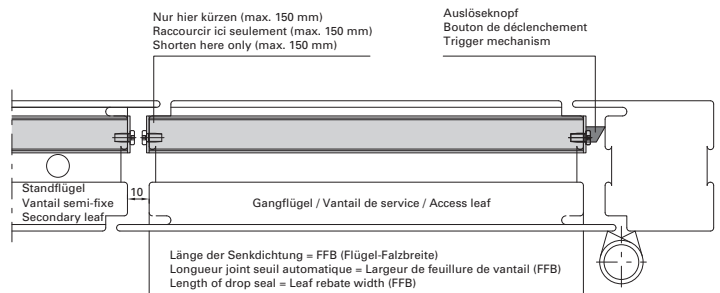 Nur hier kürzen (max. 150 mm)
Raccourcir ici seulement (max. 150 mm)
Shorten here only (max. 150 mm)
Auslöseknopf
Bouton de déclenchement
Trigger mechanism
Standflügel
Vantail semi-fixe
Secondary leaf
10
Gangflügel / Vantail de service / Access leaf
Länge der Senkdichtung = FFB (Flügel-Falzbreite)
Longueur joint seuil automatique = Largeur de feuillure de vantail (FFB)
Length of drop seal = Leaf rebate width (FFB)